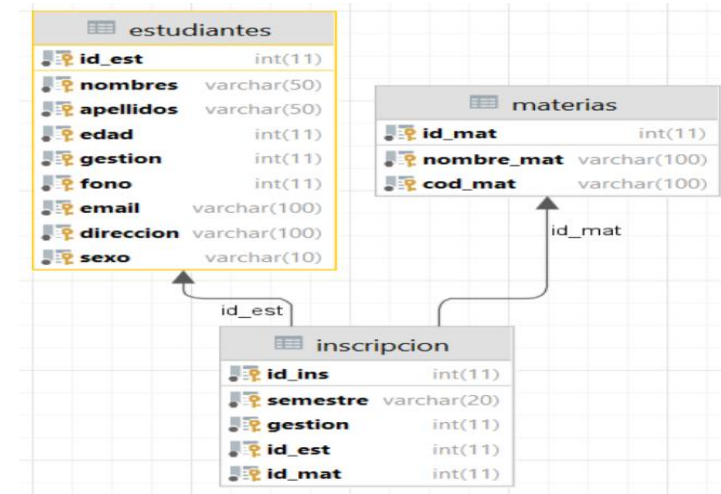 estudiantes
id_est int(11)
nombres varchar(50)
apellidos varchar(50)
edad int(11)
gestion int(11)
fono int(11)
email varchar(100)
direccion varchar(100)
sexo varchar(10)
materias
id_mat int(11)
nombre_mat varchar(100)
cod_mat varchar(100)
id_mat
id_est
inscripcion
id_ins int(11)
semestre varchar(20)
gestion int(11)
id_est int(11)
id_mat int(11)